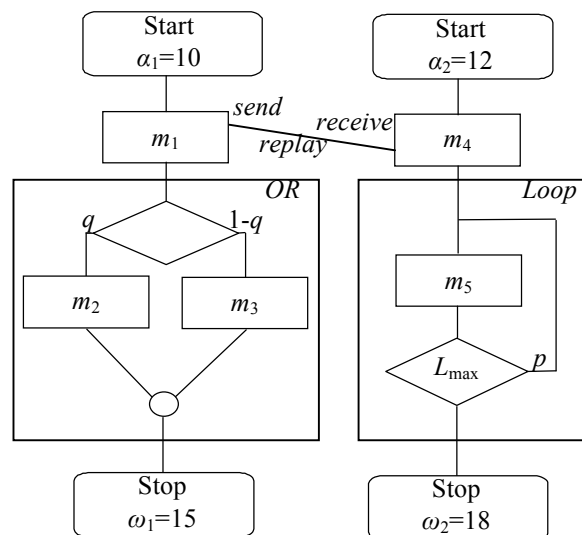 Start
α₁=10
Start
α₂=12
send
receive
replay
m₁
m₄
OR
Loop
q
1-q
m₂
m₃
m₅
Lmax
p
Stop
ω₁=15
Stop
ω₂=18